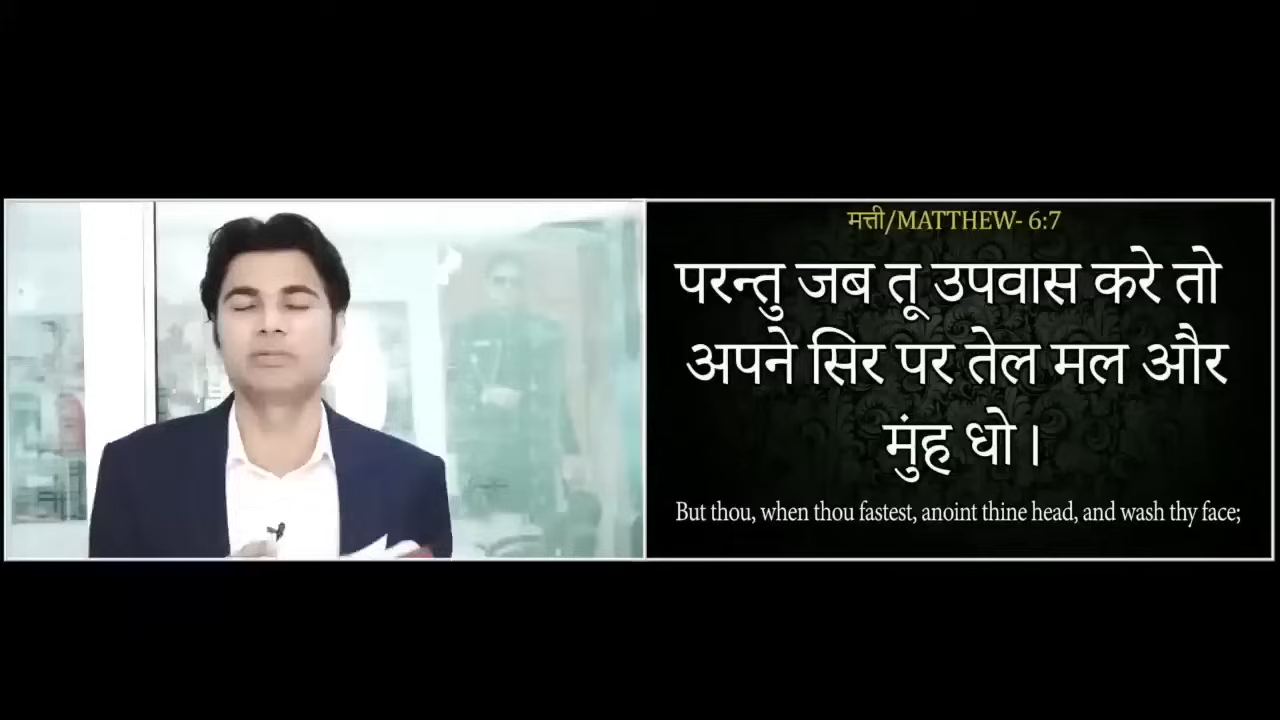 मत्ती/MATTHEW- 6:7
परन्तु जब तू उपवास करे तो
अपने सिर पर तेल मल और
मुंह धो।
But thou, when thou fastest, anoint thine head, and wash thy face;